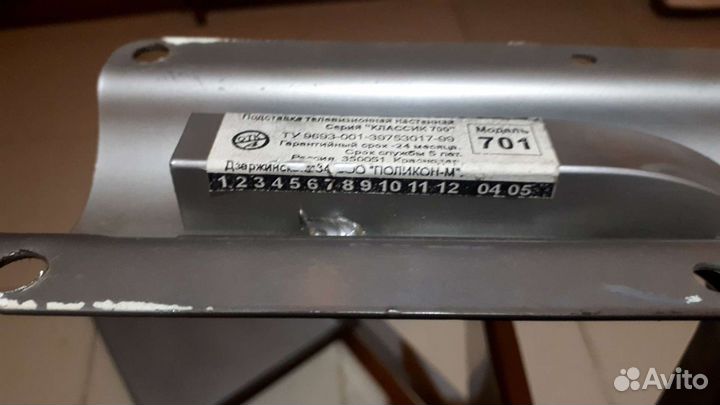 Подставка телевизионная настенная
Серия "КЛАССИК 700"
ТУ 9693-001-39753017-99
Гарантийный срок -24 месяца.
Срок службы 5 лет.
Россия, 350051 Краснодар
Дзержинского 34 ООО "ПОЛИКОН-М".
1 2 3 4 5 6 7 8 9 10 11 12 04 05
Модель
701
ОТК
Avito